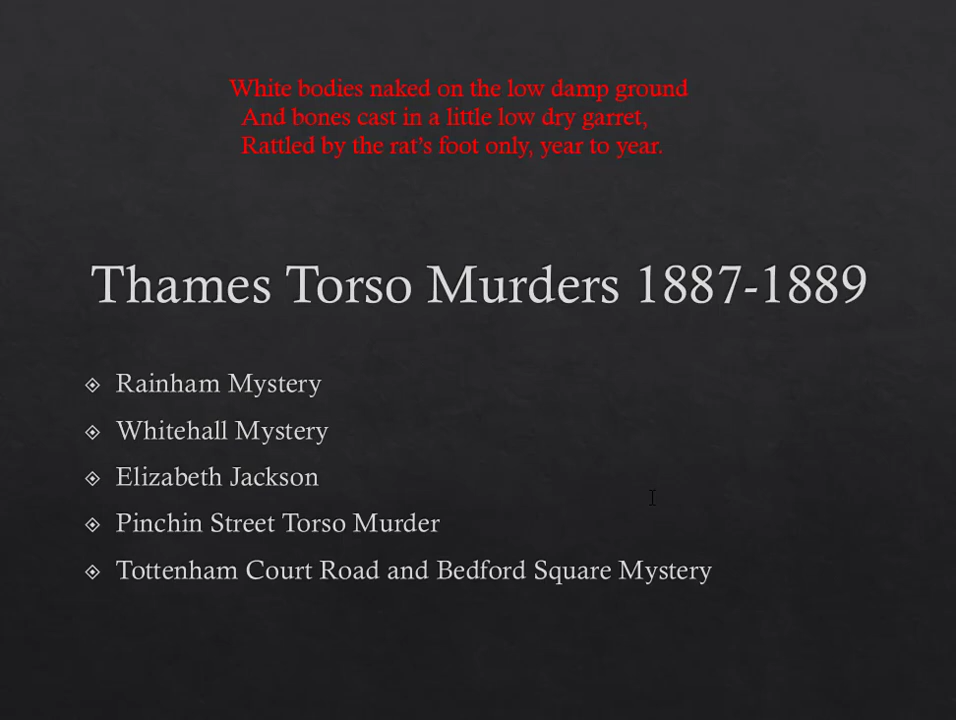 White bodies naked on the low damp ground
And bones cast in a little low dry garret,
Rattled by the rat’s foot only, year to year.
Thames Torso Murders 1887-1889
Rainham Mystery
Whitehall Mystery
Elizabeth Jackson
Pinchin Street Torso Murder
Tottenham Court Road and Bedford Square Mystery